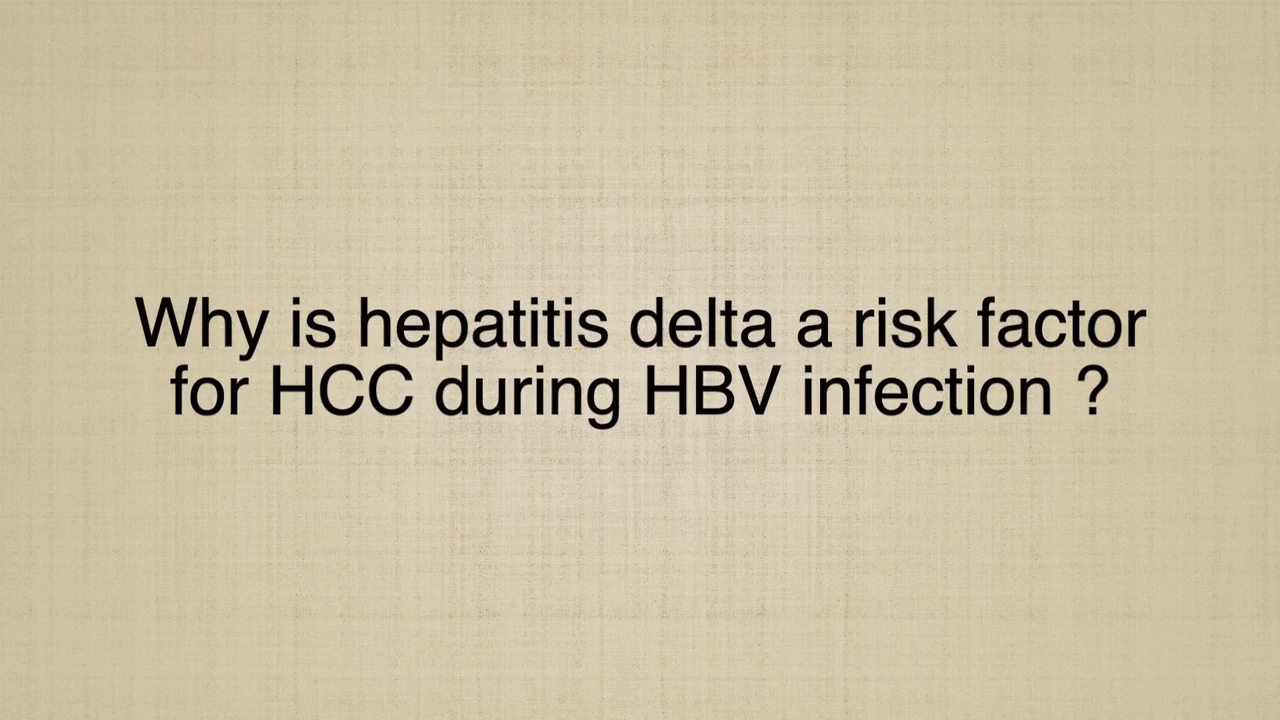 Why is hepatitis delta a risk factor
for HCC during HBV infection ?